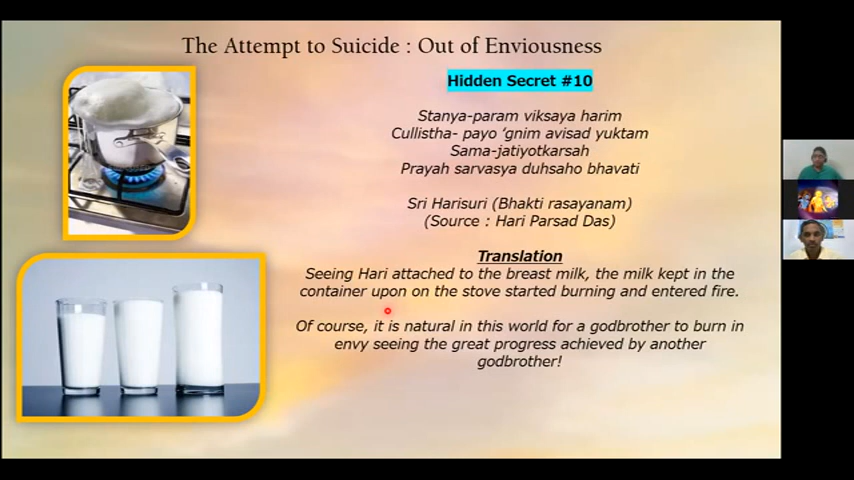 The Attempt to Suicide : Out of Enviousness
Hidden Secret #10
Stanya-param viksaya harim
Cullistha- payo ‘gnim avisad yuktam
Sama-jatiyotkarsah
Prayah sarvasya duhsaho bhavati
Sri Harisuri (Bhakti rasayanam)
(Source : Hari Parsad Das)
Translation
Seeing Hari attached to the breast milk, the milk kept in the
container upon on the stove started burning and entered fire.
Of course, it is natural in this world for a godbrother to burn in
envy seeing the great progress achieved by another
godbrother!